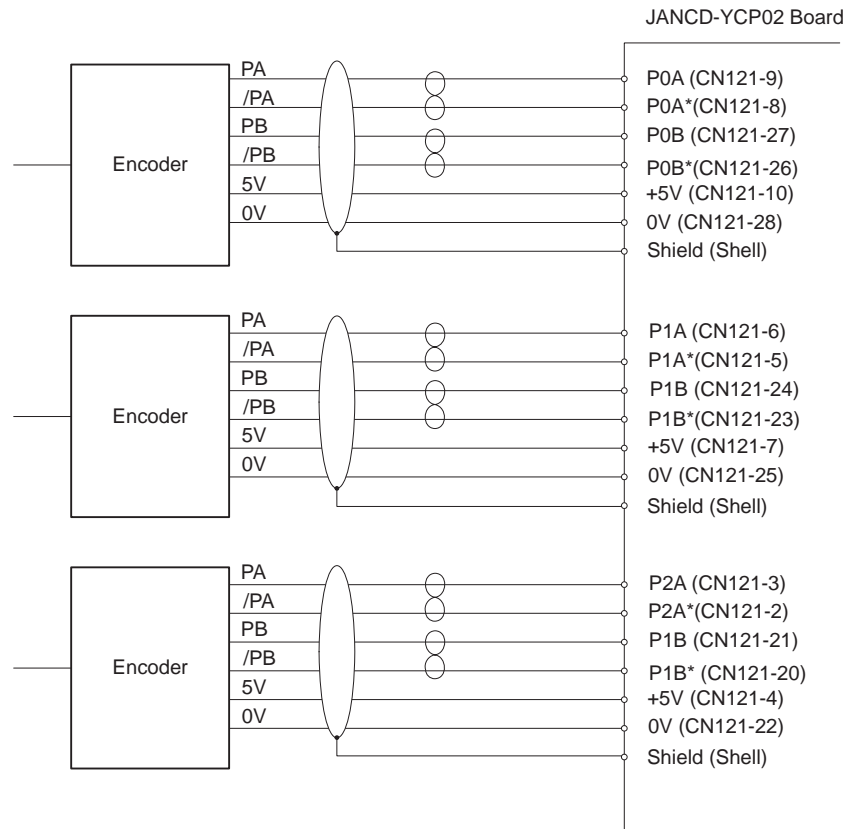 JANCD-YCP02 Board
Encoder
PA
/PA
PB
/PB
5V
0V
P0A (CN121-9)
P0A*(CN121-8)
P0B (CN121-27)
P0B*(CN121-26)
+5V (CN121-10)
0V (CN121-28)
Shield (Shell)
Encoder
PA
/PA
PB
/PB
5V
0V
P1A (CN121-6)
P1A*(CN121-5)
P1B (CN121-24)
P1B*(CN121-23)
+5V (CN121-7)
0V (CN121-25)
Shield (Shell)
Encoder
PA
/PA
PB
/PB
5V
0V
P2A (CN121-3)
P2A*(CN121-2)
P1B (CN121-21)
P1B* (CN121-20)
+5V (CN121-4)
0V (CN121-22)
Shield (Shell)